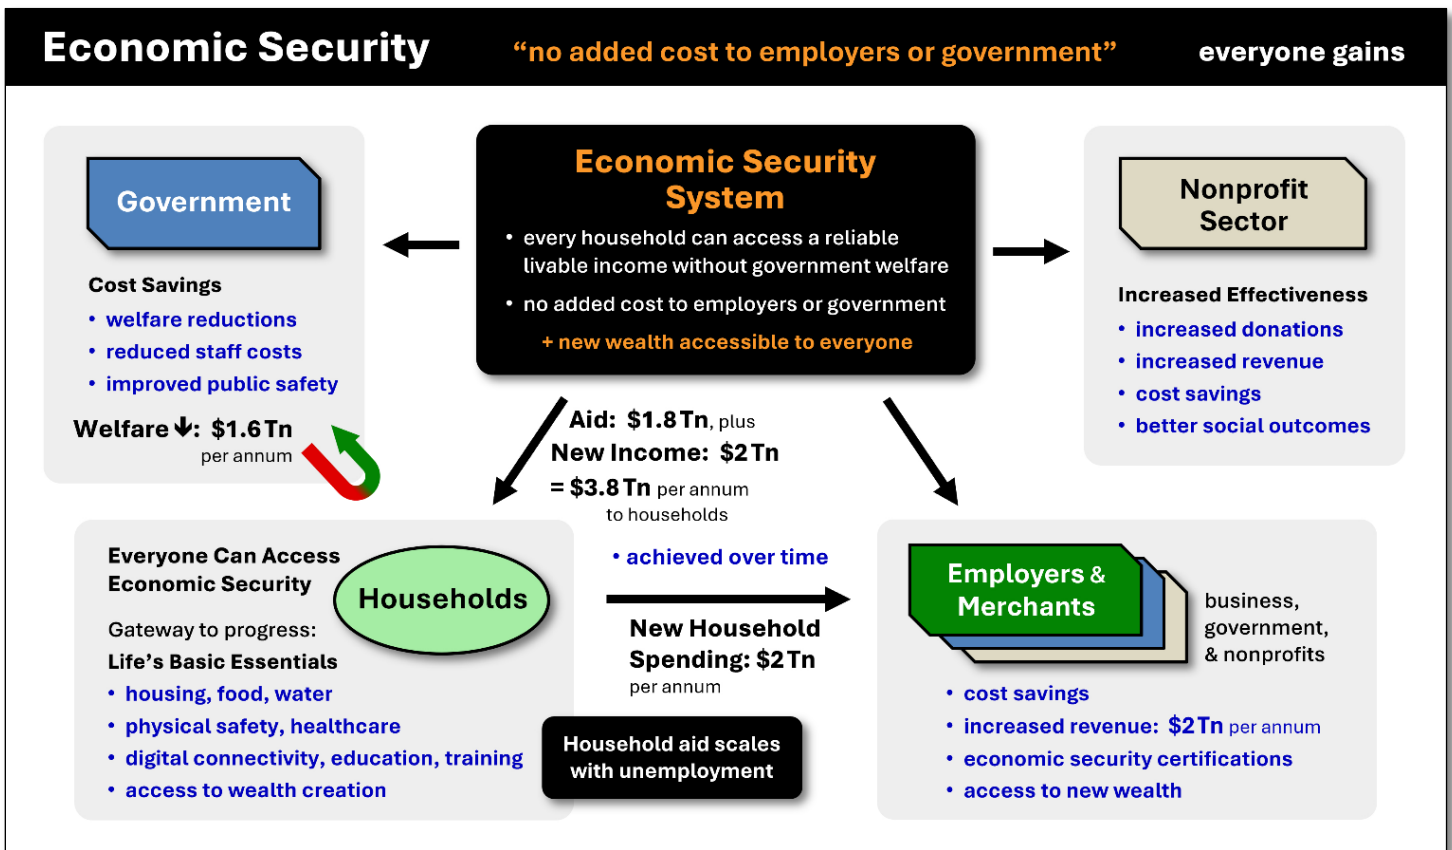 Economic Security
“no added cost to employers or government”
everyone gains
Government
Cost Savings
• welfare reductions
• reduced staff costs
• improved public safety
Welfare 🡻: $1.6 Tn
per annum
Economic Security
System
• every household can access a reliable
livable income without government welfare
• no added cost to employers or government
+ new wealth accessible to everyone
Nonprofit
Sector
Increased Effectiveness
• increased donations
• increased revenue
• cost savings
• better social outcomes
Aid: $1.8 Tn, plus
New Income: $2 Tn
= $3.8 Tn per annum
to households
• achieved over time
Everyone Can Access
Economic Security
Households
Gateway to progress:
Life’s Basic Essentials
• housing, food, water
• physical safety, healthcare
• digital connectivity, education, training
• access to wealth creation
New Household
Spending: $2 Tn
per annum
Household aid scales
with unemployment
Employers &
Merchants
business,
government,
& nonprofits
• cost savings
• increased revenue: $2 Tn per annum
• economic security certifications
• access to new wealth